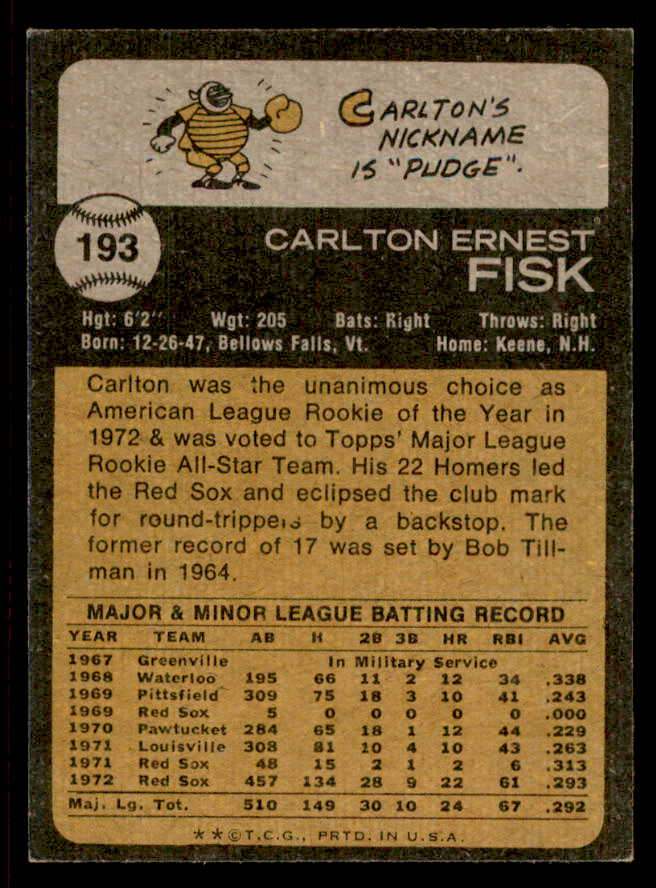 CARLTON'S
NICKNAME
IS "PUDGE".
193
CARLTON ERNEST
FISK
Hgt: 6'2" Wgt: 205 Bats: Right Throws: Right
Born: 12-26-47, Bellows Falls, Vt. Home: Keene, N.H.
Carlton was the unanimous choice as
American League Rookie of the Year in
1972 & was voted to Topps' Major League
Rookie All-Star Team. His 22 Homers led
the Red Sox and eclipsed the club mark
for round-trippers by a backstop. The
former record of 17 was set by Bob Till-
man in 1964.
MAJOR & MINOR LEAGUE BATTING RECORD
YEAR TEAM AB H 2B 3B HR RBI AVG
1967 Greenville In Military Service
1968 Waterloo 195 66 11 2 12 34 .338
1969 Pittsfield 309 75 18 3 10 41 .243
1969 Red Sox 5 0 0 0 0 0 .000
1970 Pawtucket 284 65 18 1 12 44 .229
1971 Louisville 308 81 10 4 10 43 .263
1971 Red Sox 48 15 2 1 2 6 .313
1972 Red Sox 457 134 28 9 22 61 .293
Maj. Lg. Tot. 510 149 30 10 24 67 .292
**©T.C.G., PRTD. IN U.S.A.